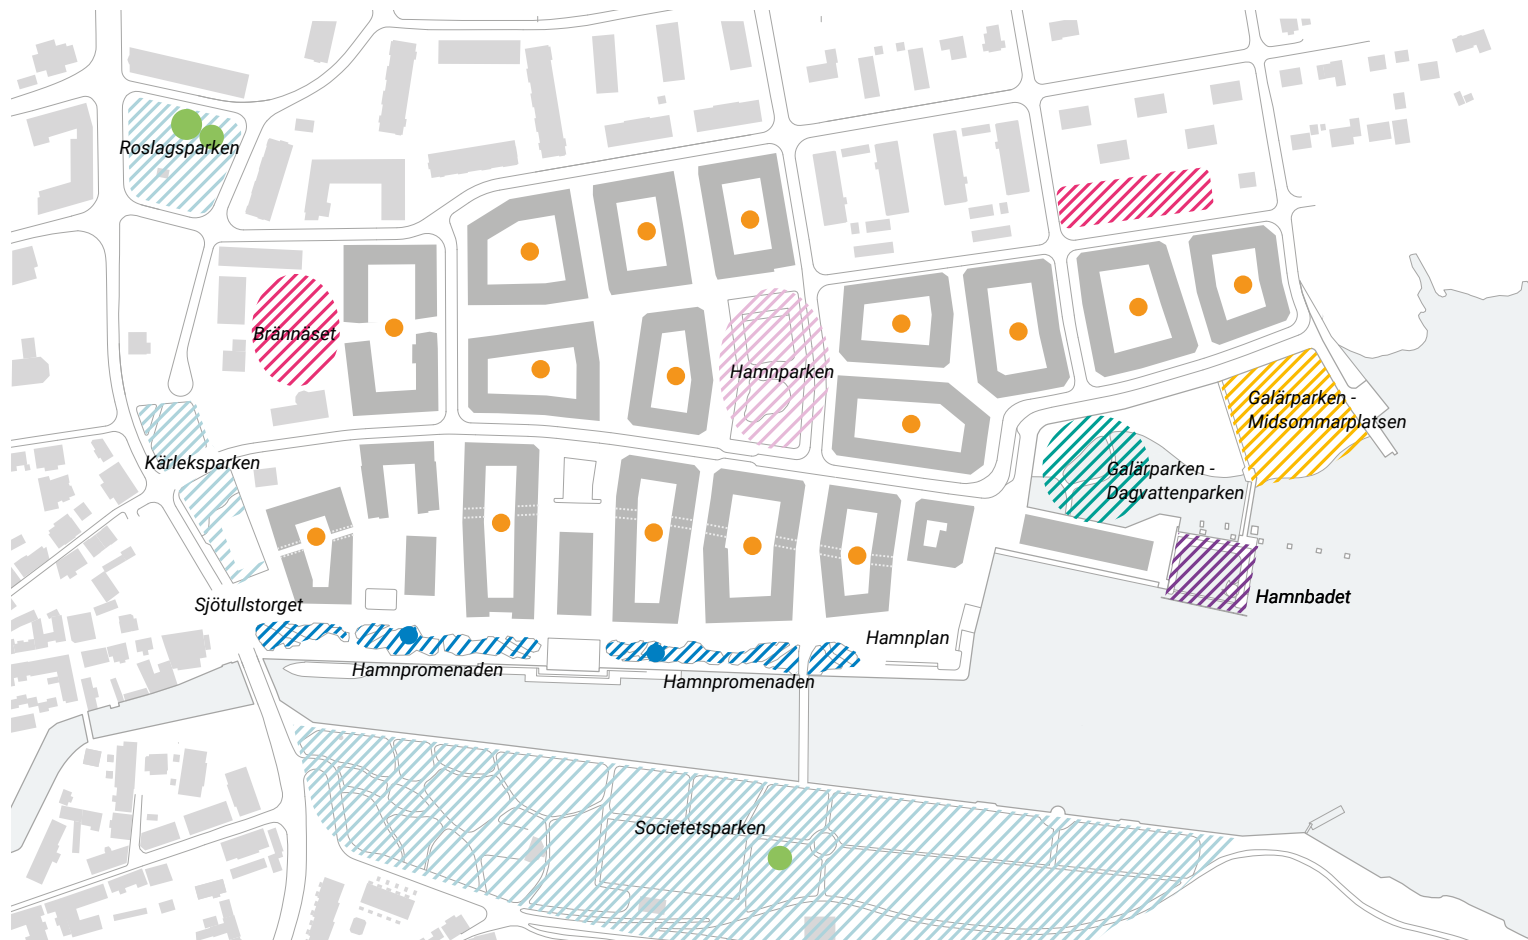 Roslagsparken
Brännäset
Hamnparken
Galärparken -
Midsommarplatsen
Kärleksparken
Galärparken -
Dagvattenparken
Sjötullstorget
Hamnbadet
Hamnplan
Hamnpromenaden
Hamnpromenaden
Societetsparken